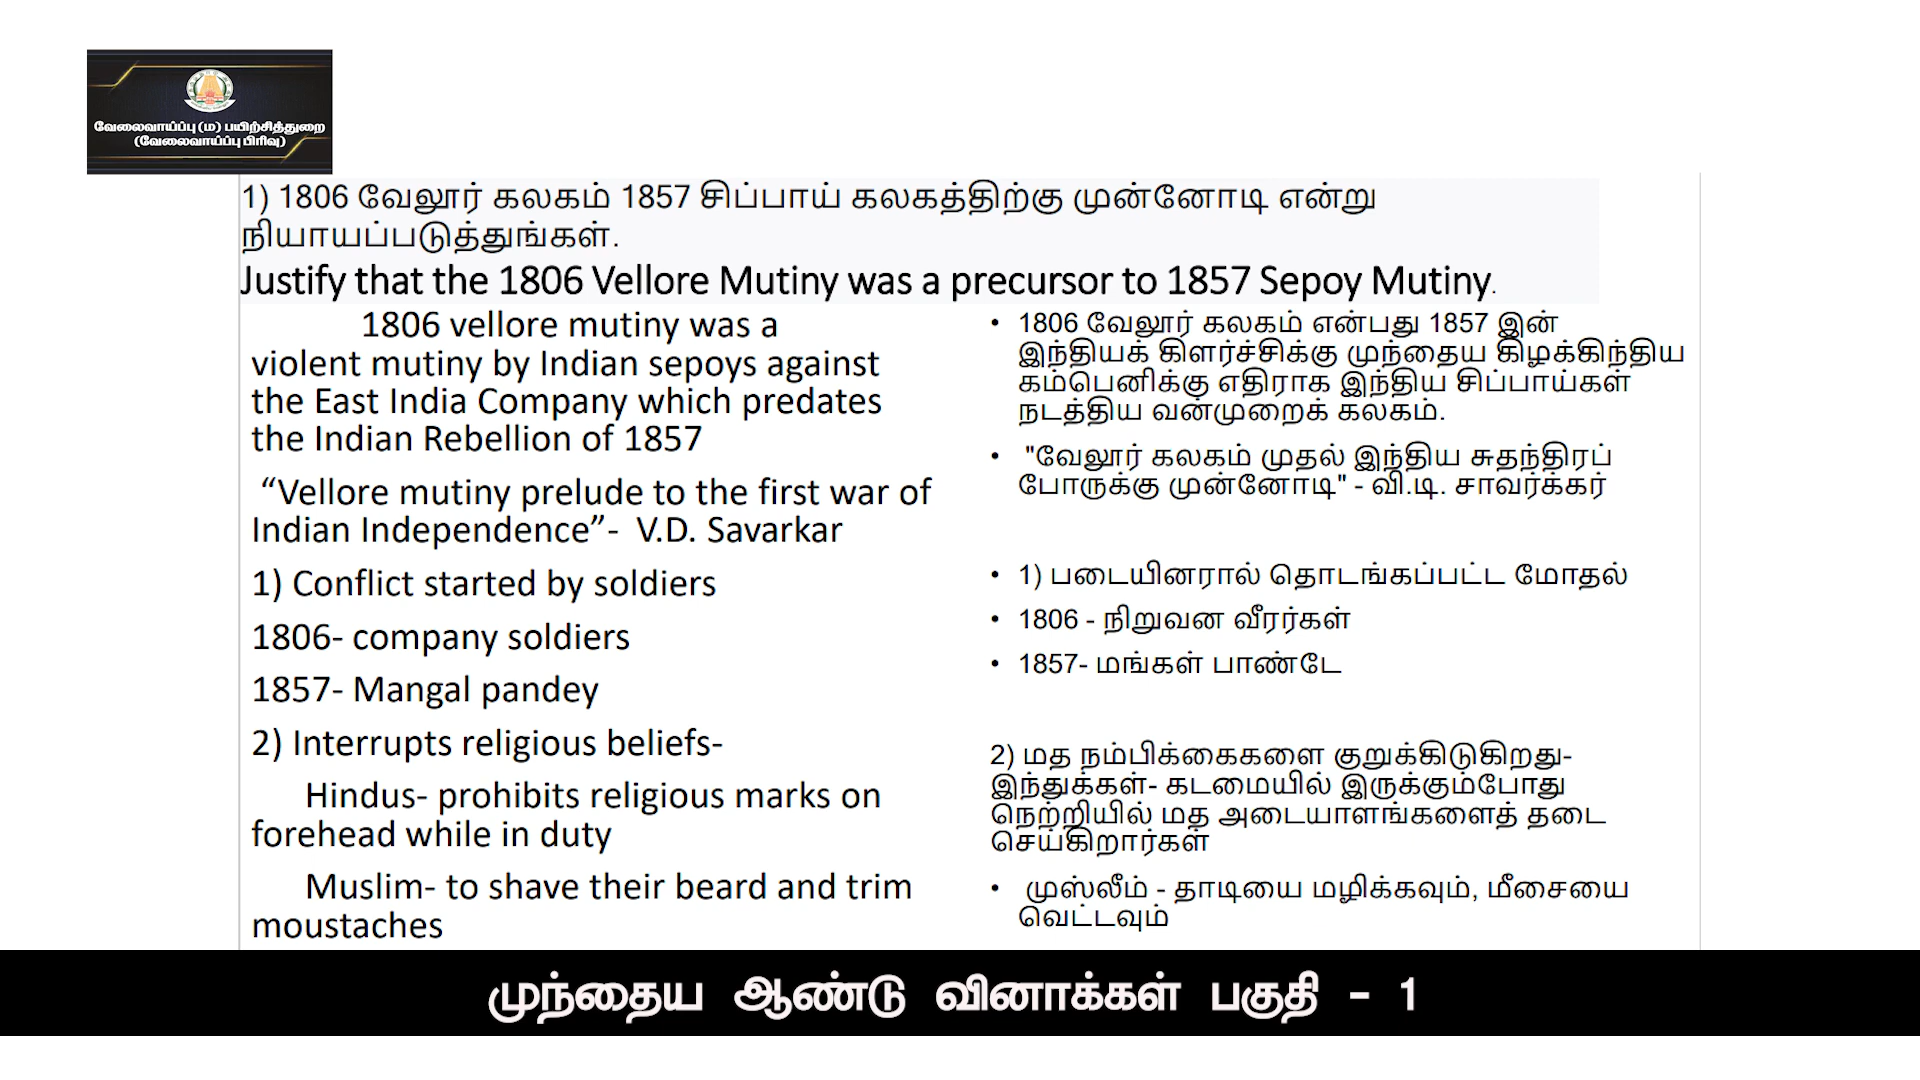 வேலைவாய்ப்பு (ம) பயிற்சித்துறை
(வேலைவாய்ப்பு பிரிவு)
1) 1806 வேலூர் கலகம் 1857 சிப்பாய் கலகத்திற்கு முன்னோடி என்று
நியாயப்படுத்துங்கள்.
Justify that the 1806 Vellore Mutiny was a precursor to 1857 Sepoy Mutiny.
1806 vellore mutiny was a
violent mutiny by Indian sepoys against
the East India Company which predates
the Indian Rebellion of 1857
“Vellore mutiny prelude to the first war of
Indian Independence”- V.D. Savarkar
1) Conflict started by soldiers
1806- company soldiers
1857- Mangal pandey
2) Interrupts religious beliefs-
Hindus- prohibits religious marks on
forehead while in duty
Muslim- to shave their beard and trim
moustaches
• 1806 வேலூர் கலகம் என்பது 1857 இன்
இந்தியக் கிளர்ச்சிக்கு முந்தைய கிழக்கிந்திய
கம்பெனிக்கு எதிராக இந்திய சிப்பாய்கள்
நடத்திய வன்முறைக் கலகம்.
• "வேலூர் கலகம் முதல் இந்திய சுதந்திரப்
போருக்கு முன்னோடி" - வி.டி. சாவர்க்கர்
• 1) படையினரால் தொடங்கப்பட்ட மோதல்
• 1806 - நிறுவன வீரர்கள்
• 1857- மங்கள் பாண்டே
2) மத நம்பிக்கைகளை குறுக்கிடுகிறது-
இந்துக்கள்- கடமையில் இருக்கும்போது
நெற்றியில் மத அடையாளங்களைத் தடை
செய்கிறார்கள்
• முஸ்லீம் - தாடியை மழிக்கவும், மீசையை
வெட்டவும்
முந்தைய ஆண்டு வினாக்கள் பகுதி - 1